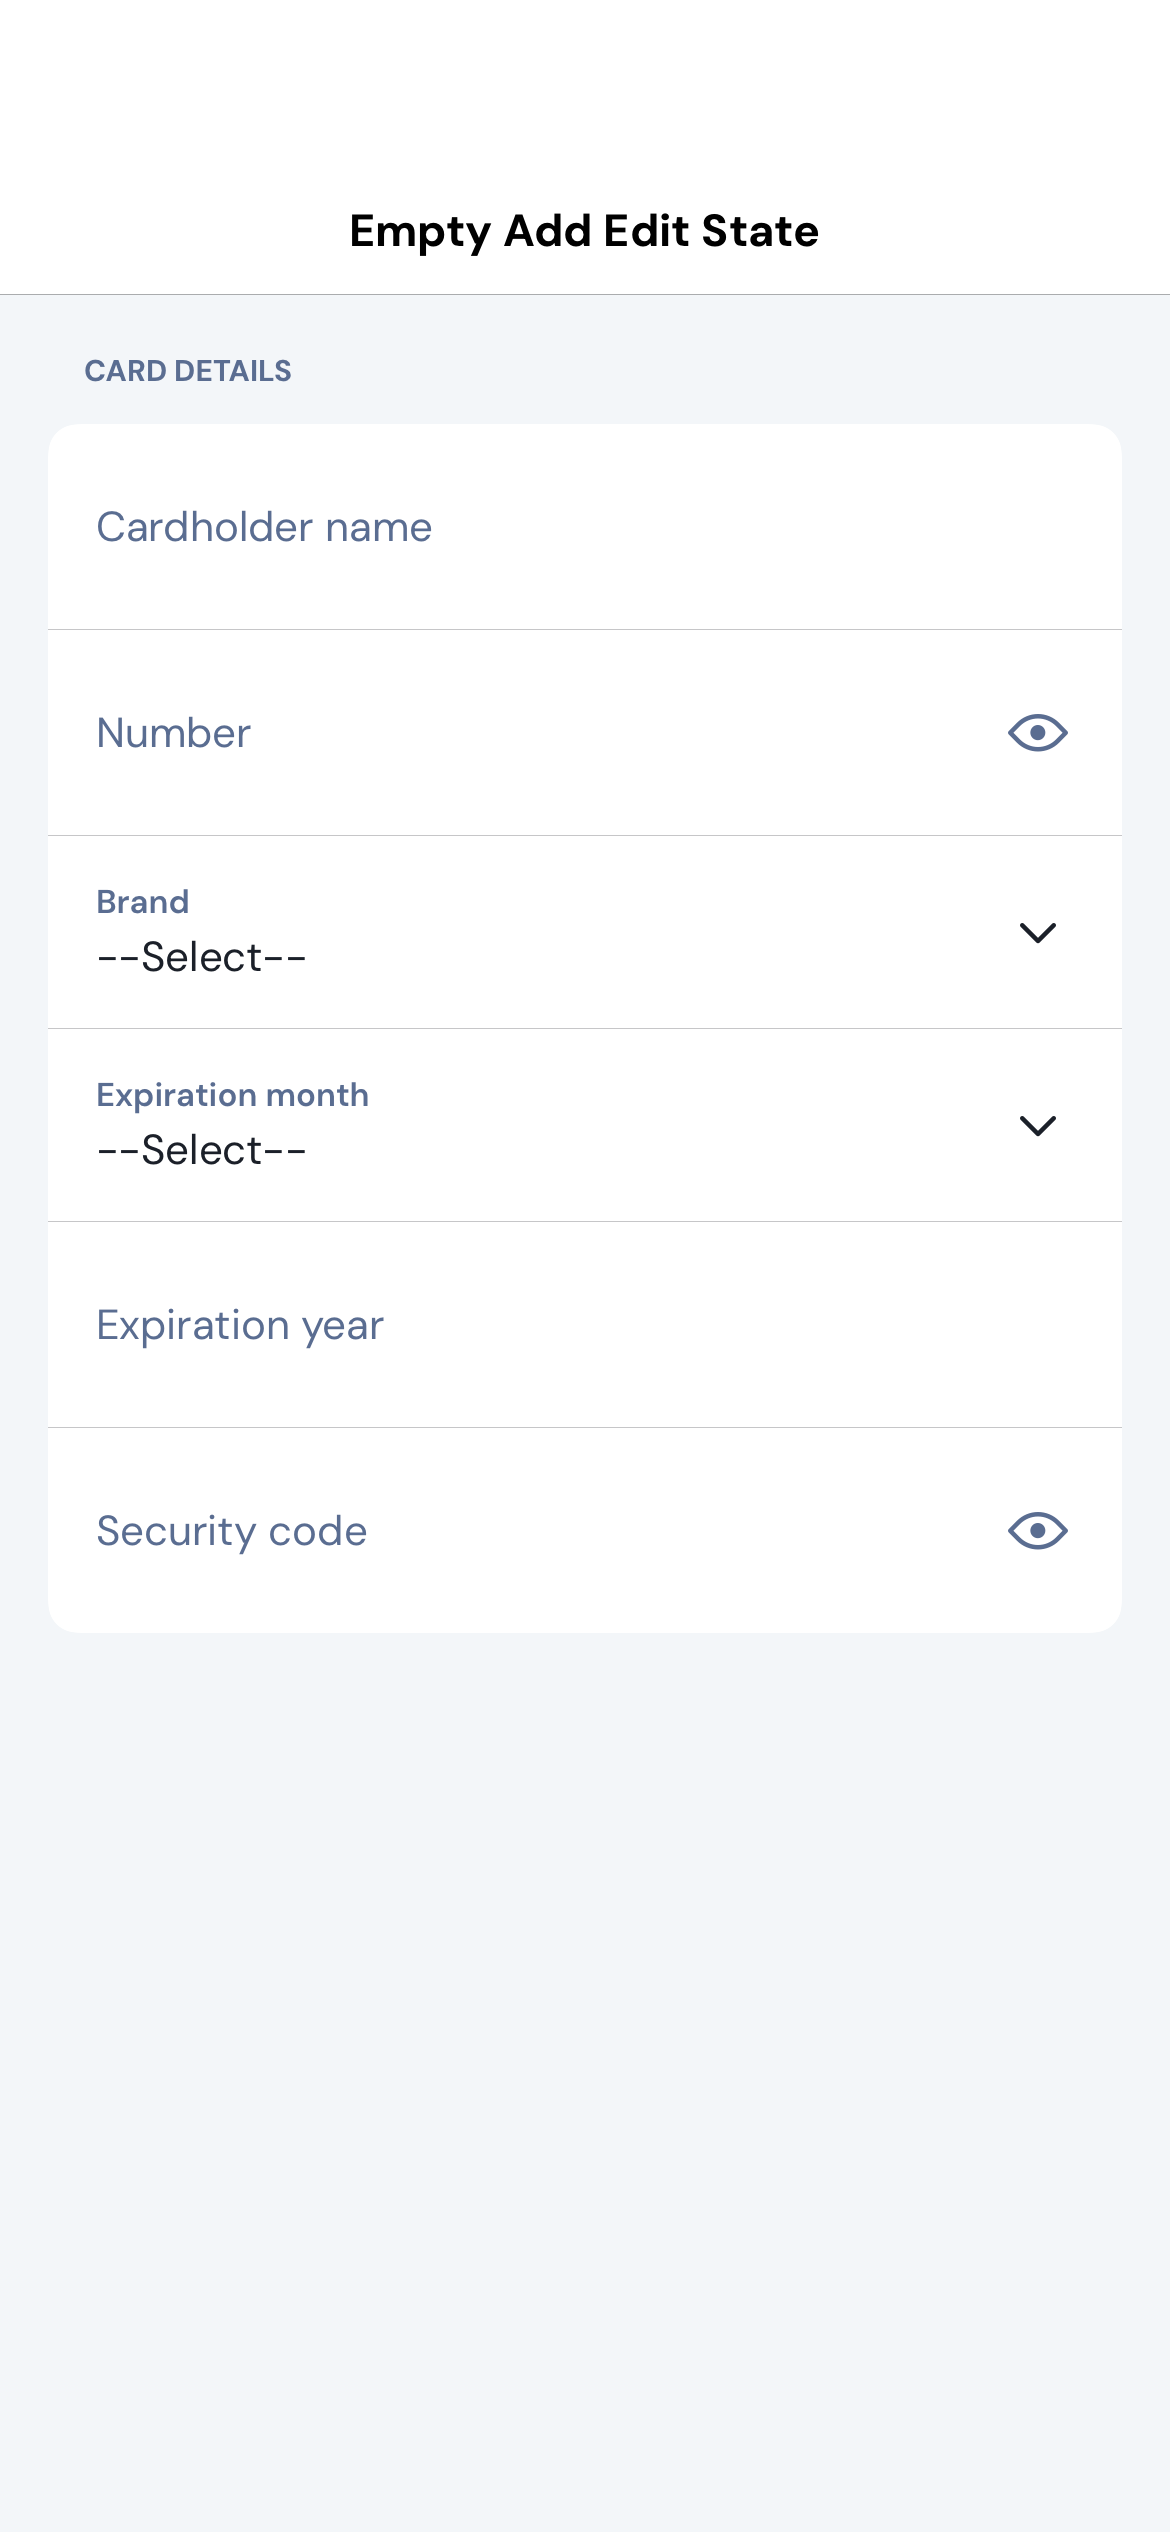 Empty Add Edit State
CARD DETAILS
Cardholder name
Number
Brand
--Select--
Expiration month
--Select--
Expiration year
Security code